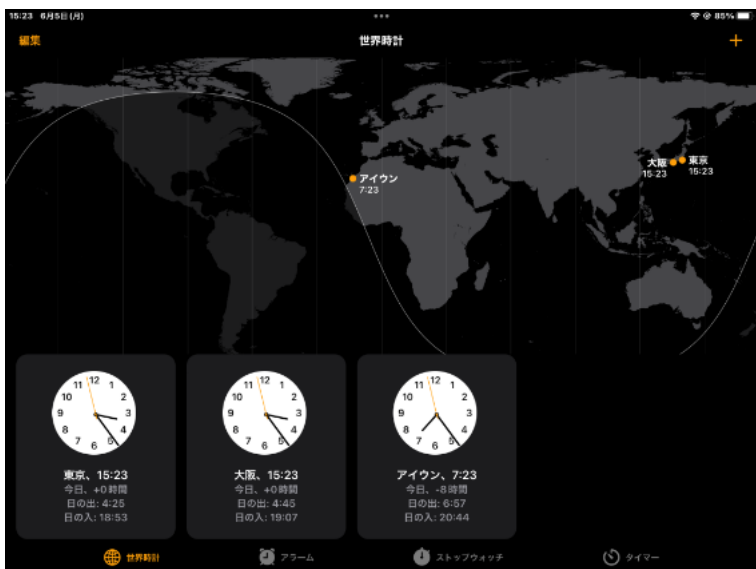 15:23 6月5日(月)
85%
編集
世界時計
アイウン
7:23
大阪
15:23
東京
15:23
12 1 2 3 4 5 6 7 8 9 10 11
東京、15:23
今日、+0時間
日の出: 4:25
日の入: 18:53
12 1 2 3 4 5 6 7 8 9 10 11
大阪、15:23
今日、+0時間
日の出: 4:45
日の入: 19:07
12 1 2 3 4 5 6 7 8 9 10 11
アイウン、7:23
今日、-8時間
日の出: 6:57
日の入: 20:44
世界時計
アラーム
ストップウォッチ
タイマー